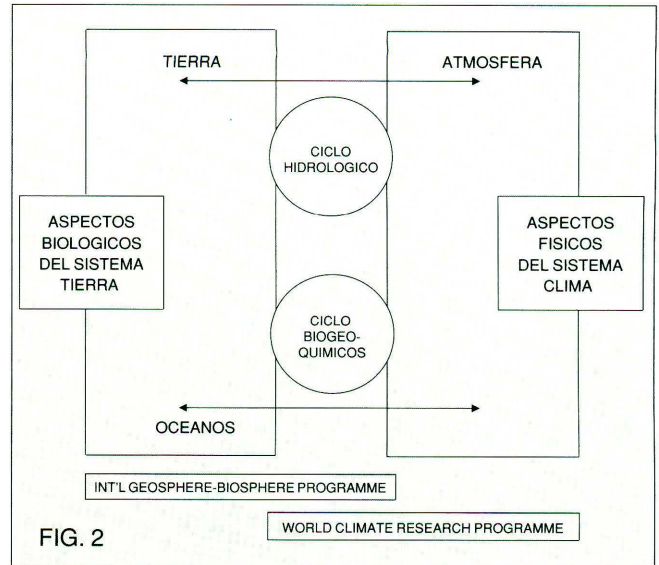 TIERRA
ATMOSFERA
CICLO
HIDROLOGICO
ASPECTOS
BIOLOGICOS
DEL SISTEMA
TIERRA
ASPECTOS
FISICOS
DEL SISTEMA
CLIMA
CICLO
BIOGEO-
QUIMICOS
OCEANOS
INT'L GEOSPHERE-BIOSPHERE PROGRAMME
WORLD CLIMATE RESEARCH PROGRAMME
FIG. 2